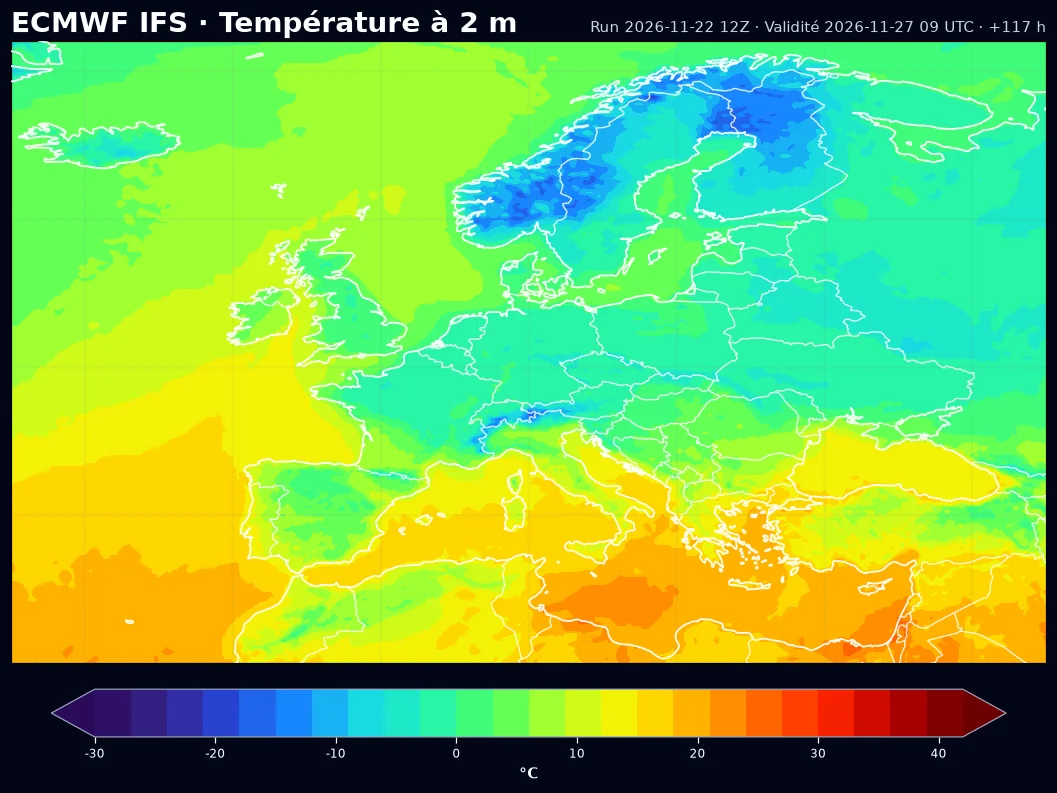 ECMWF IFS · Température à 2 m
Run 2026-11-22 12Z · Validité 2026-11-27 09 UTC · +117 h
-30 -20 -10 0 10 20 30 40
°C